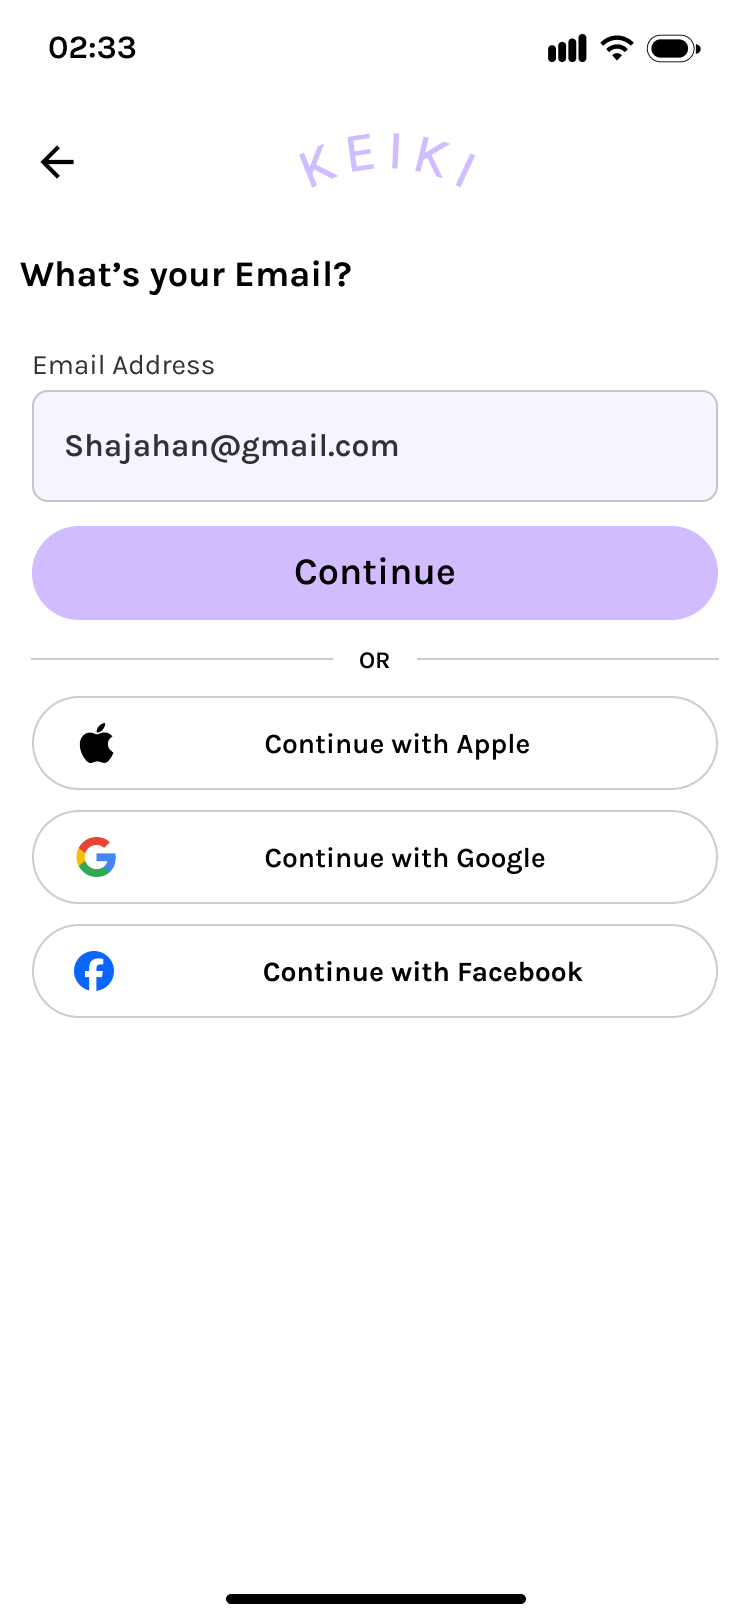 02:33
KEIKI
What’s your Email?
Email Address
Shajahan@gmail.com
Continue
OR
Continue with Apple
Continue with Google
Continue with Facebook